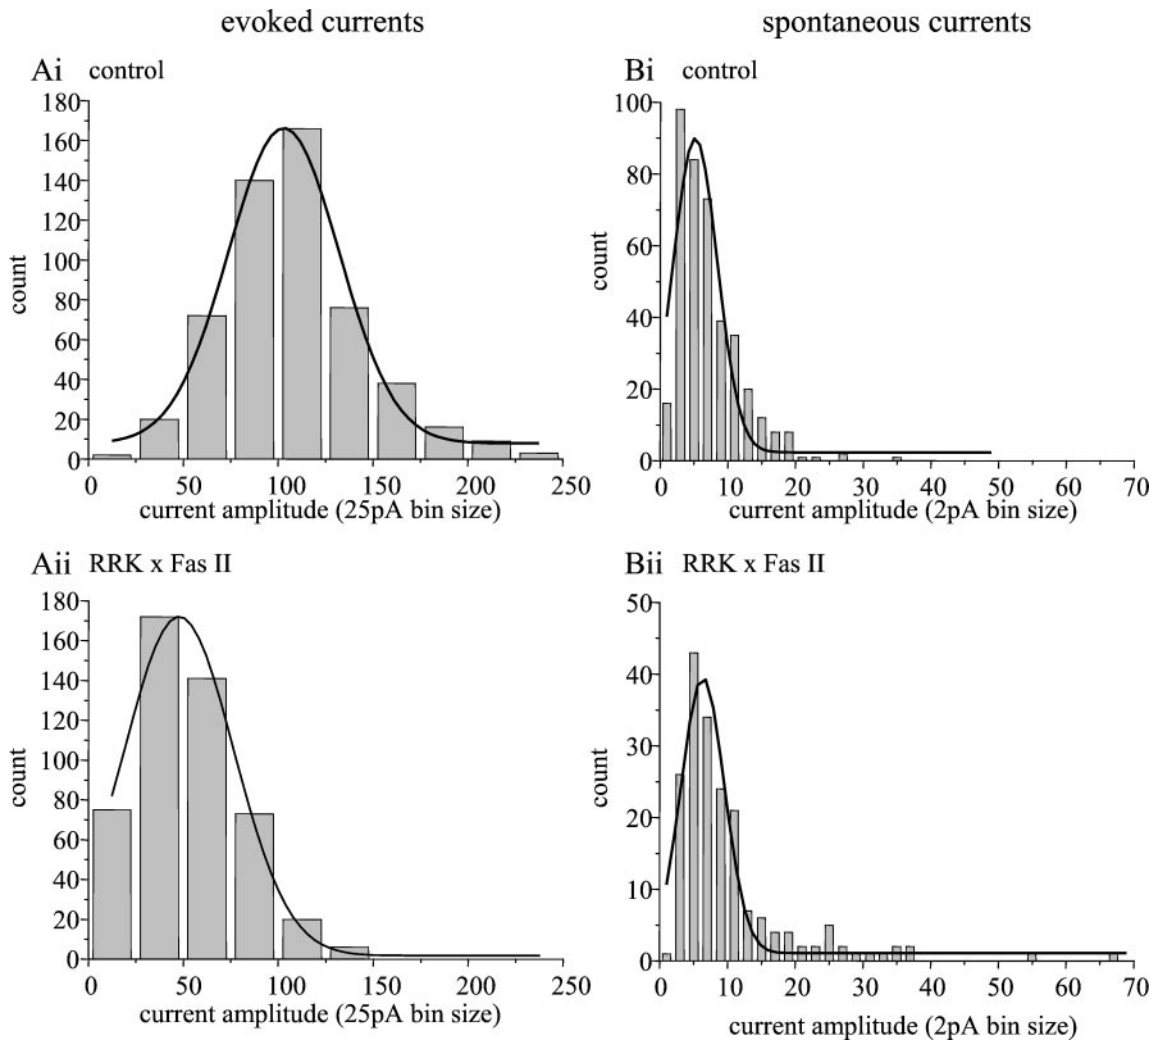 evoked currents
spontaneous currents
Ai control
180
160
140
120
100
80
60
40
20
0
count
0 50 100 150 200 250
current amplitude (25pA bin size)
Bi control
100
80
60
40
20
0
count
0 10 20 30 40 50 60 70
current amplitude (2pA bin size)
Aii RRK x Fas II
180
160
140
120
100
80
60
40
20
0
count
0 50 100 150 200 250
current amplitude (25pA bin size)
Bii RRK x Fas II
50
40
30
20
10
0
count
0 10 20 30 40 50 60 70
current amplitude (2pA bin size)